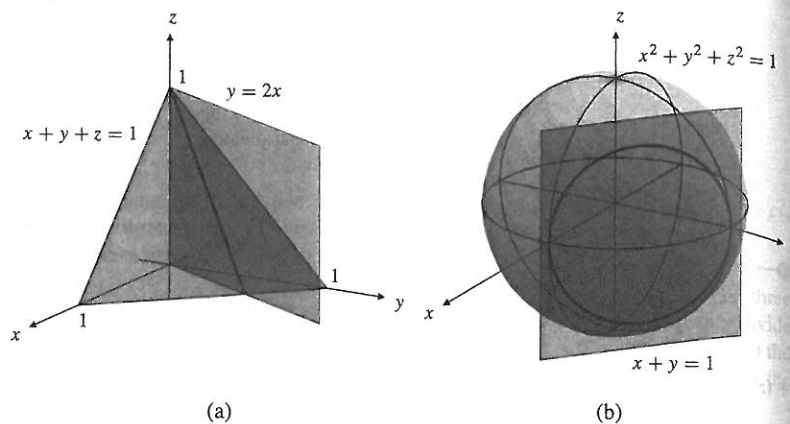 z
1
y = 2x
x + y + z = 1
1
1
x
y
(a)
z
x² + y² + z² = 1
x
x + y = 1
(b)